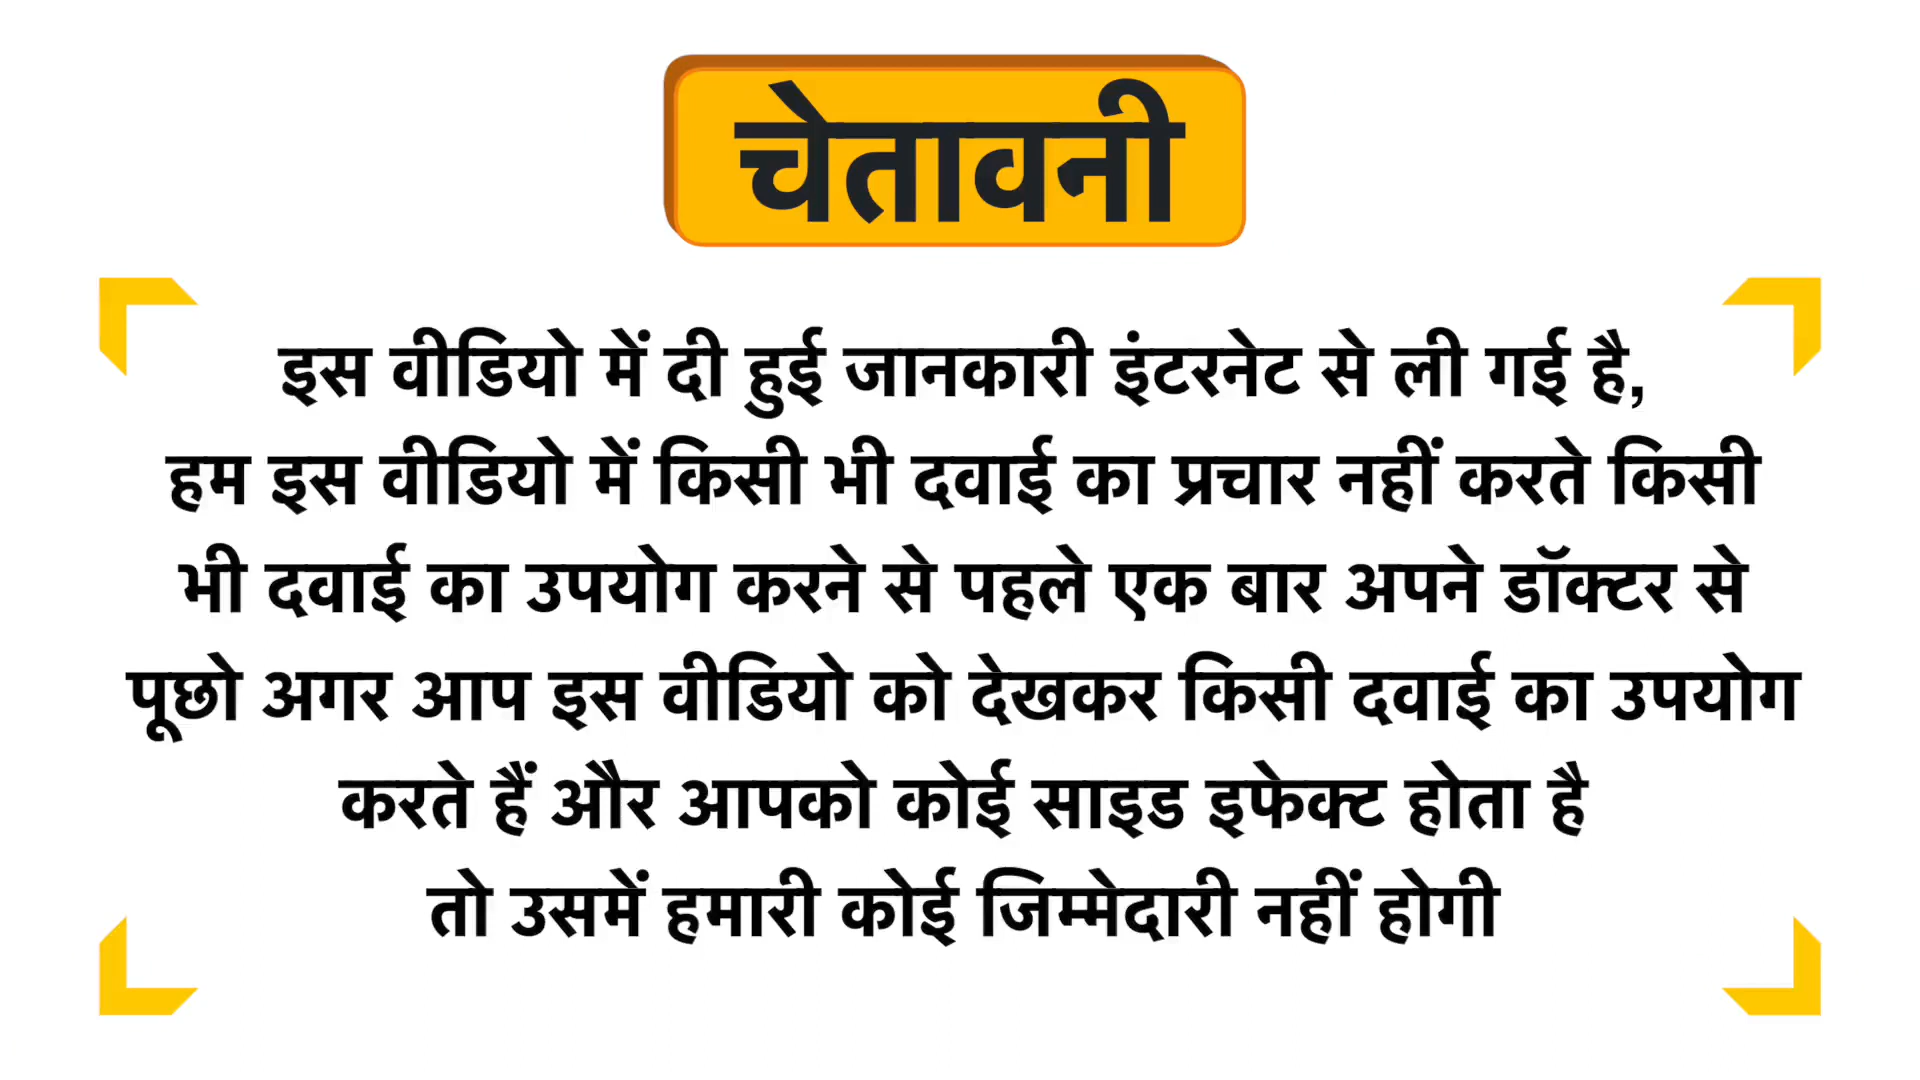 चेतावनी
इस वीडियो में दी हुई जानकारी इंटरनेट से ली गई है,
हम इस वीडियो में किसी भी दवाई का प्रचार नहीं करते किसी
भी दवाई का उपयोग करने से पहले एक बार अपने डॉक्टर से
पूछो अगर आप इस वीडियो को देखकर किसी दवाई का उपयोग
करते हैं और आपको कोई साइड इफेक्ट होता है
तो उसमें हमारी कोई जिम्मेदारी नहीं होगी